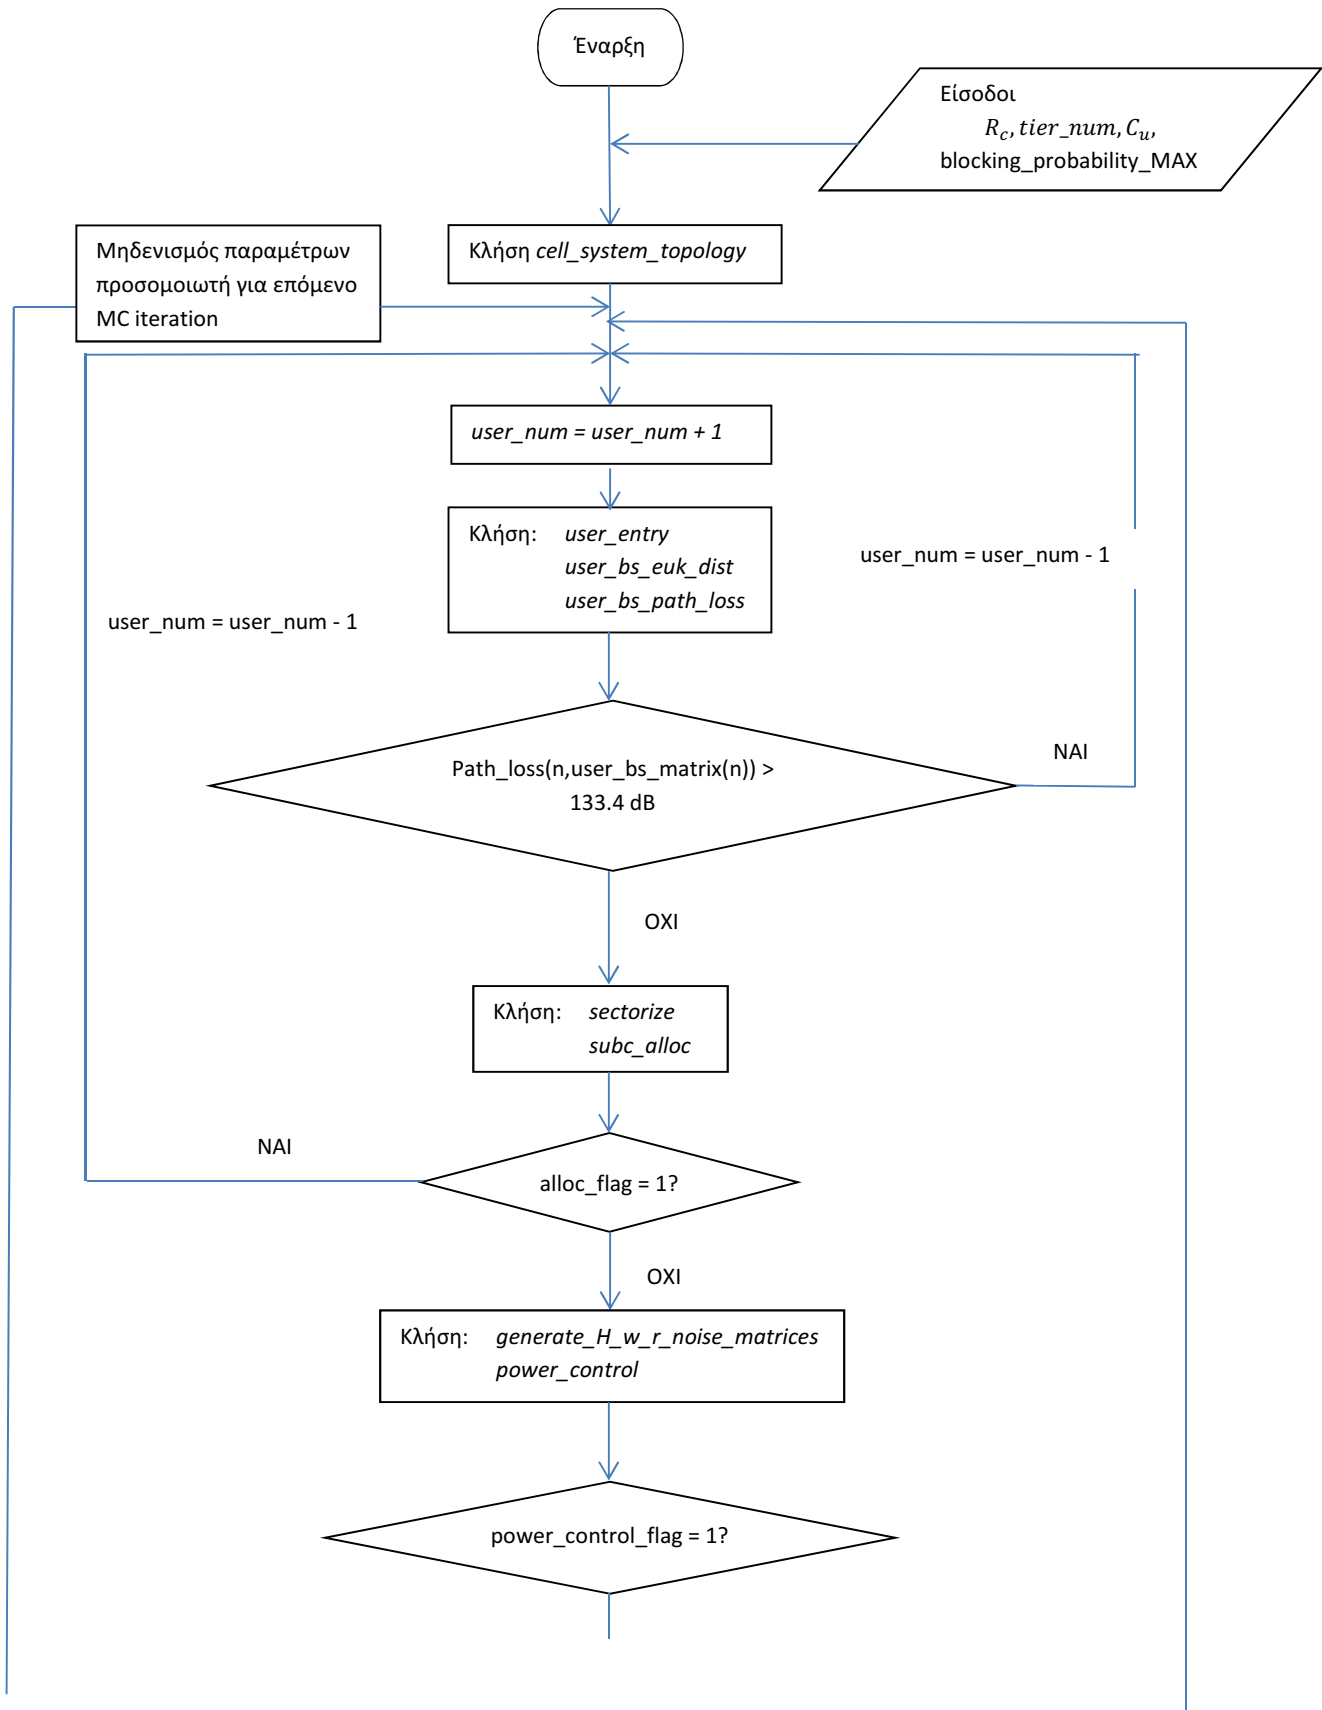 Έναρξη
Είσοδοι
R_c, tier_num, C_u,
blocking_probability_MAX
Κλήση cell_system_topology
Μηδενισμός παραμέτρων
προσομοιωτή για επόμενο
MC iteration
user_num = user_num + 1
Κλήση: user_entry
user_bs_euk_dist
user_bs_path_loss
user_num = user_num - 1
user_num = user_num - 1
Path_loss(n,user_bs_matrix(n)) >
133.4 dB
ΝΑΙ
ΟΧΙ
Κλήση: sectorize
subc_alloc
ΝΑΙ
alloc_flag = 1?
ΟΧΙ
Κλήση: generate_H_w_r_noise_matrices
power_control
power_control_flag = 1?